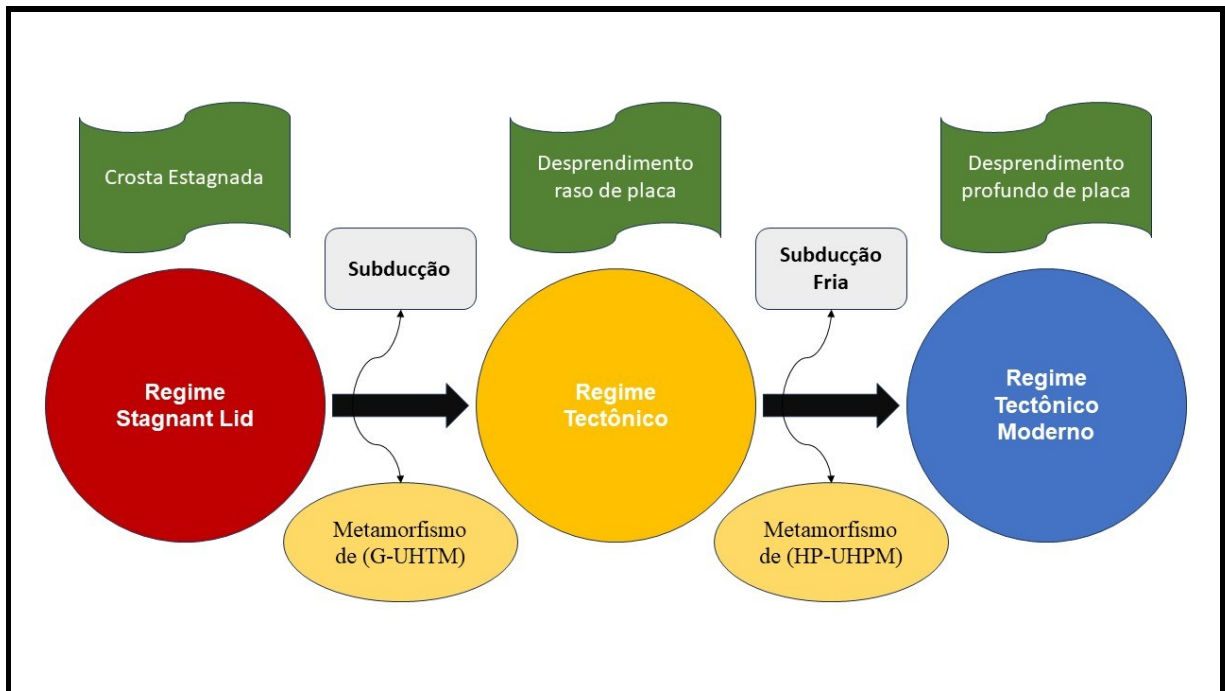 Crosta Estagnada
Desprendimento
raso de placa
Desprendimento
profundo de placa
Subducção
Subducção
Fria
Regime
Stagnant Lid
Regime
Tectônico
Regime
Tectônico
Moderno
Metamorfismo
de (G-UHTM)
Metamorfismo
de (HP-UHPM)